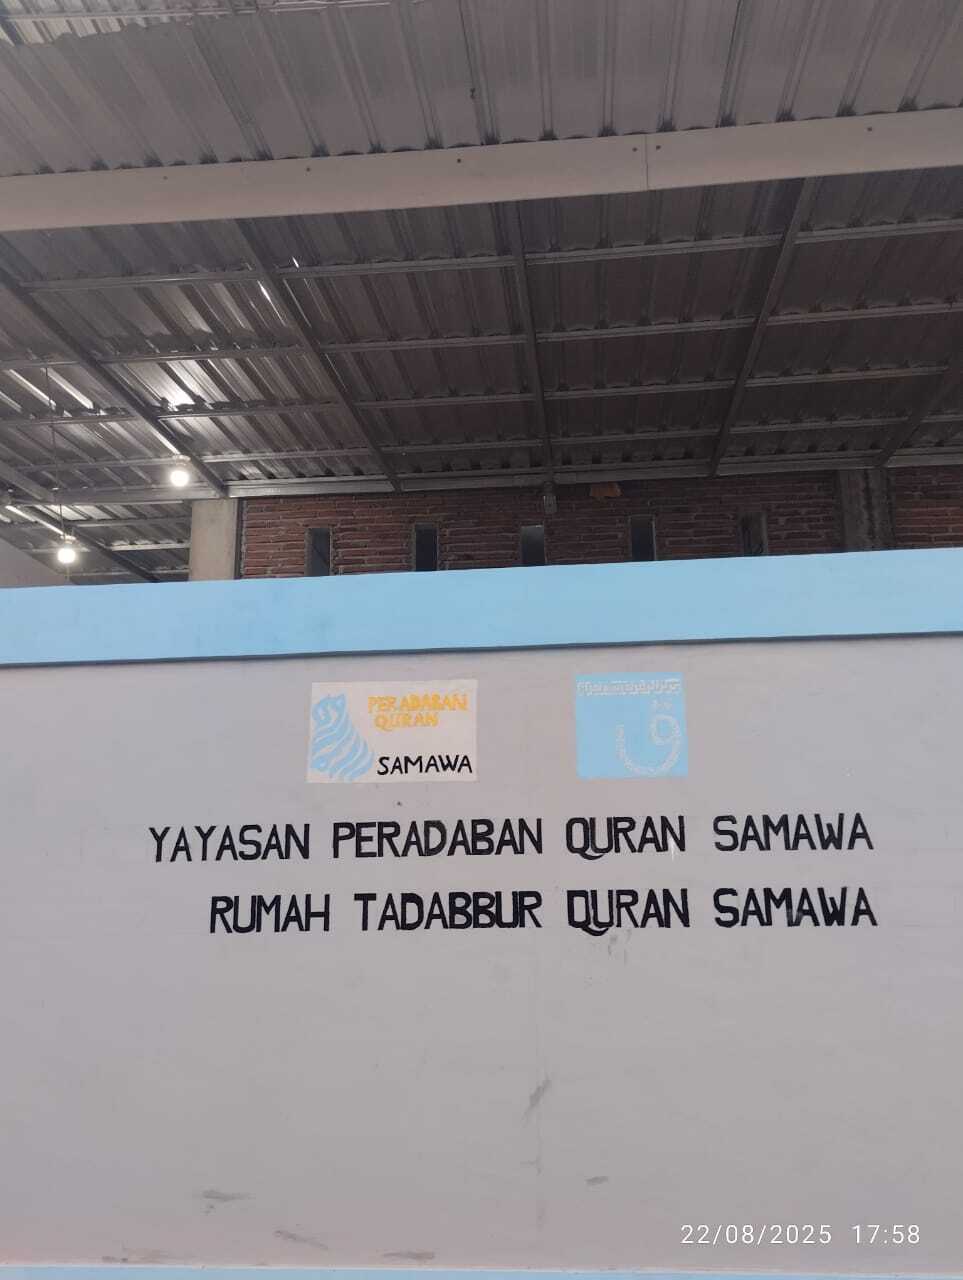 PERADABAN
QURAN
SAMAWA
YAYASAN PERADABAN QURAN SAMAWA
RUMAH TADABBUR QURAN SAMAWA
22/08/2025 17:58